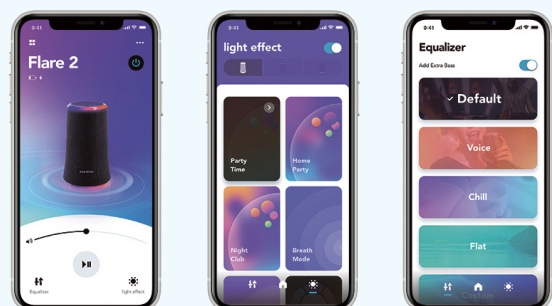 9:41
Flare 2
Equalizer
light effect
9:41
light effect
Party
Time
Home
Party
Night
Club
Breath
Mode
9:41
Equalizer
Add Extra Bass
Default
Voice
Chill
Flat